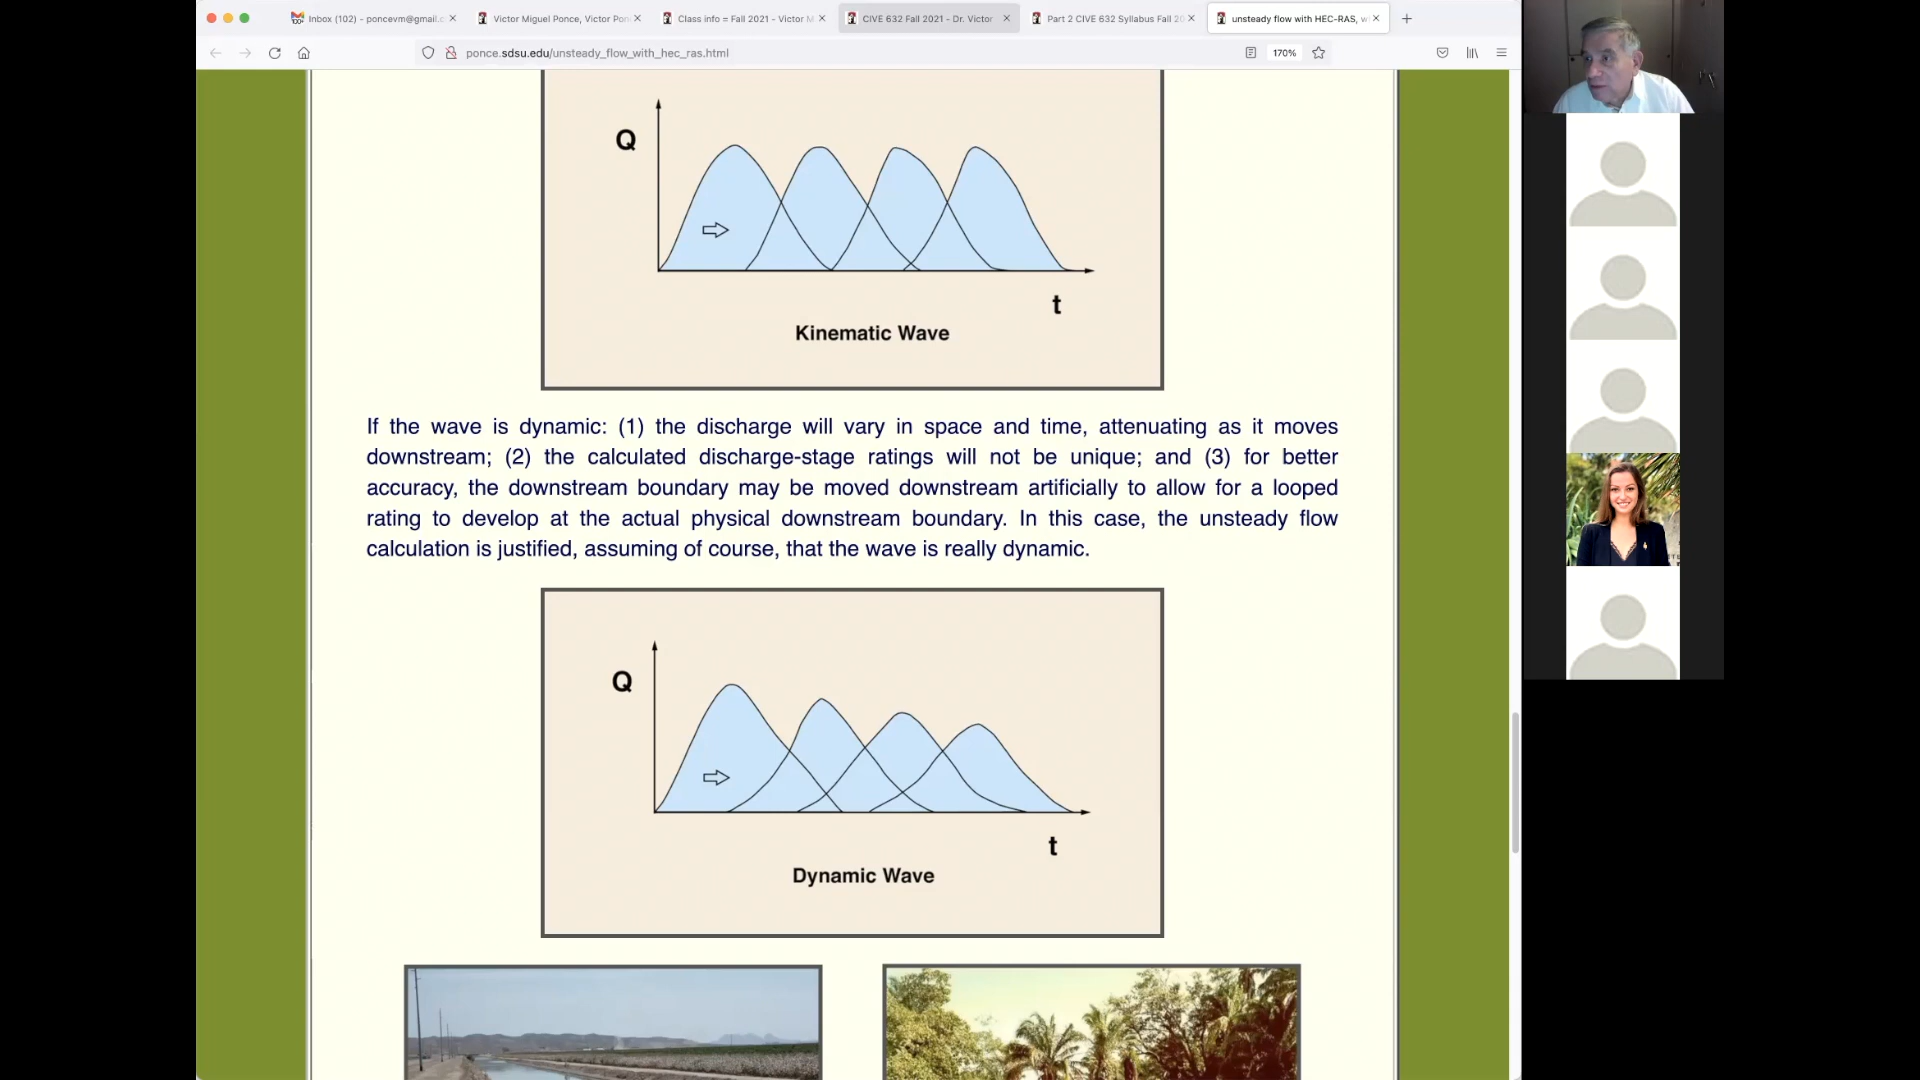 Inbox (102) - poncevm@gmail.c
Victor Miguel Ponce, Victor Pon
Class info = Fall 2021 - Victor M
CIVE 632 Fall 2021 - Dr. Victor
Part 2 CIVE 632 Syllabus Fall 20
unsteady flow with HEC-RAS, w
ponce.sdsu.edu/unsteady_flow_with_hec_ras.html
170%
Q
t
Kinematic Wave
If the wave is dynamic: (1) the discharge will vary in space and time, attenuating as it moves
downstream; (2) the calculated discharge-stage ratings will not be unique; and (3) for better
accuracy, the downstream boundary may be moved downstream artificially to allow for a looped
rating to develop at the actual physical downstream boundary. In this case, the unsteady flow
calculation is justified, assuming of course, that the wave is really dynamic.
Q
t
Dynamic Wave